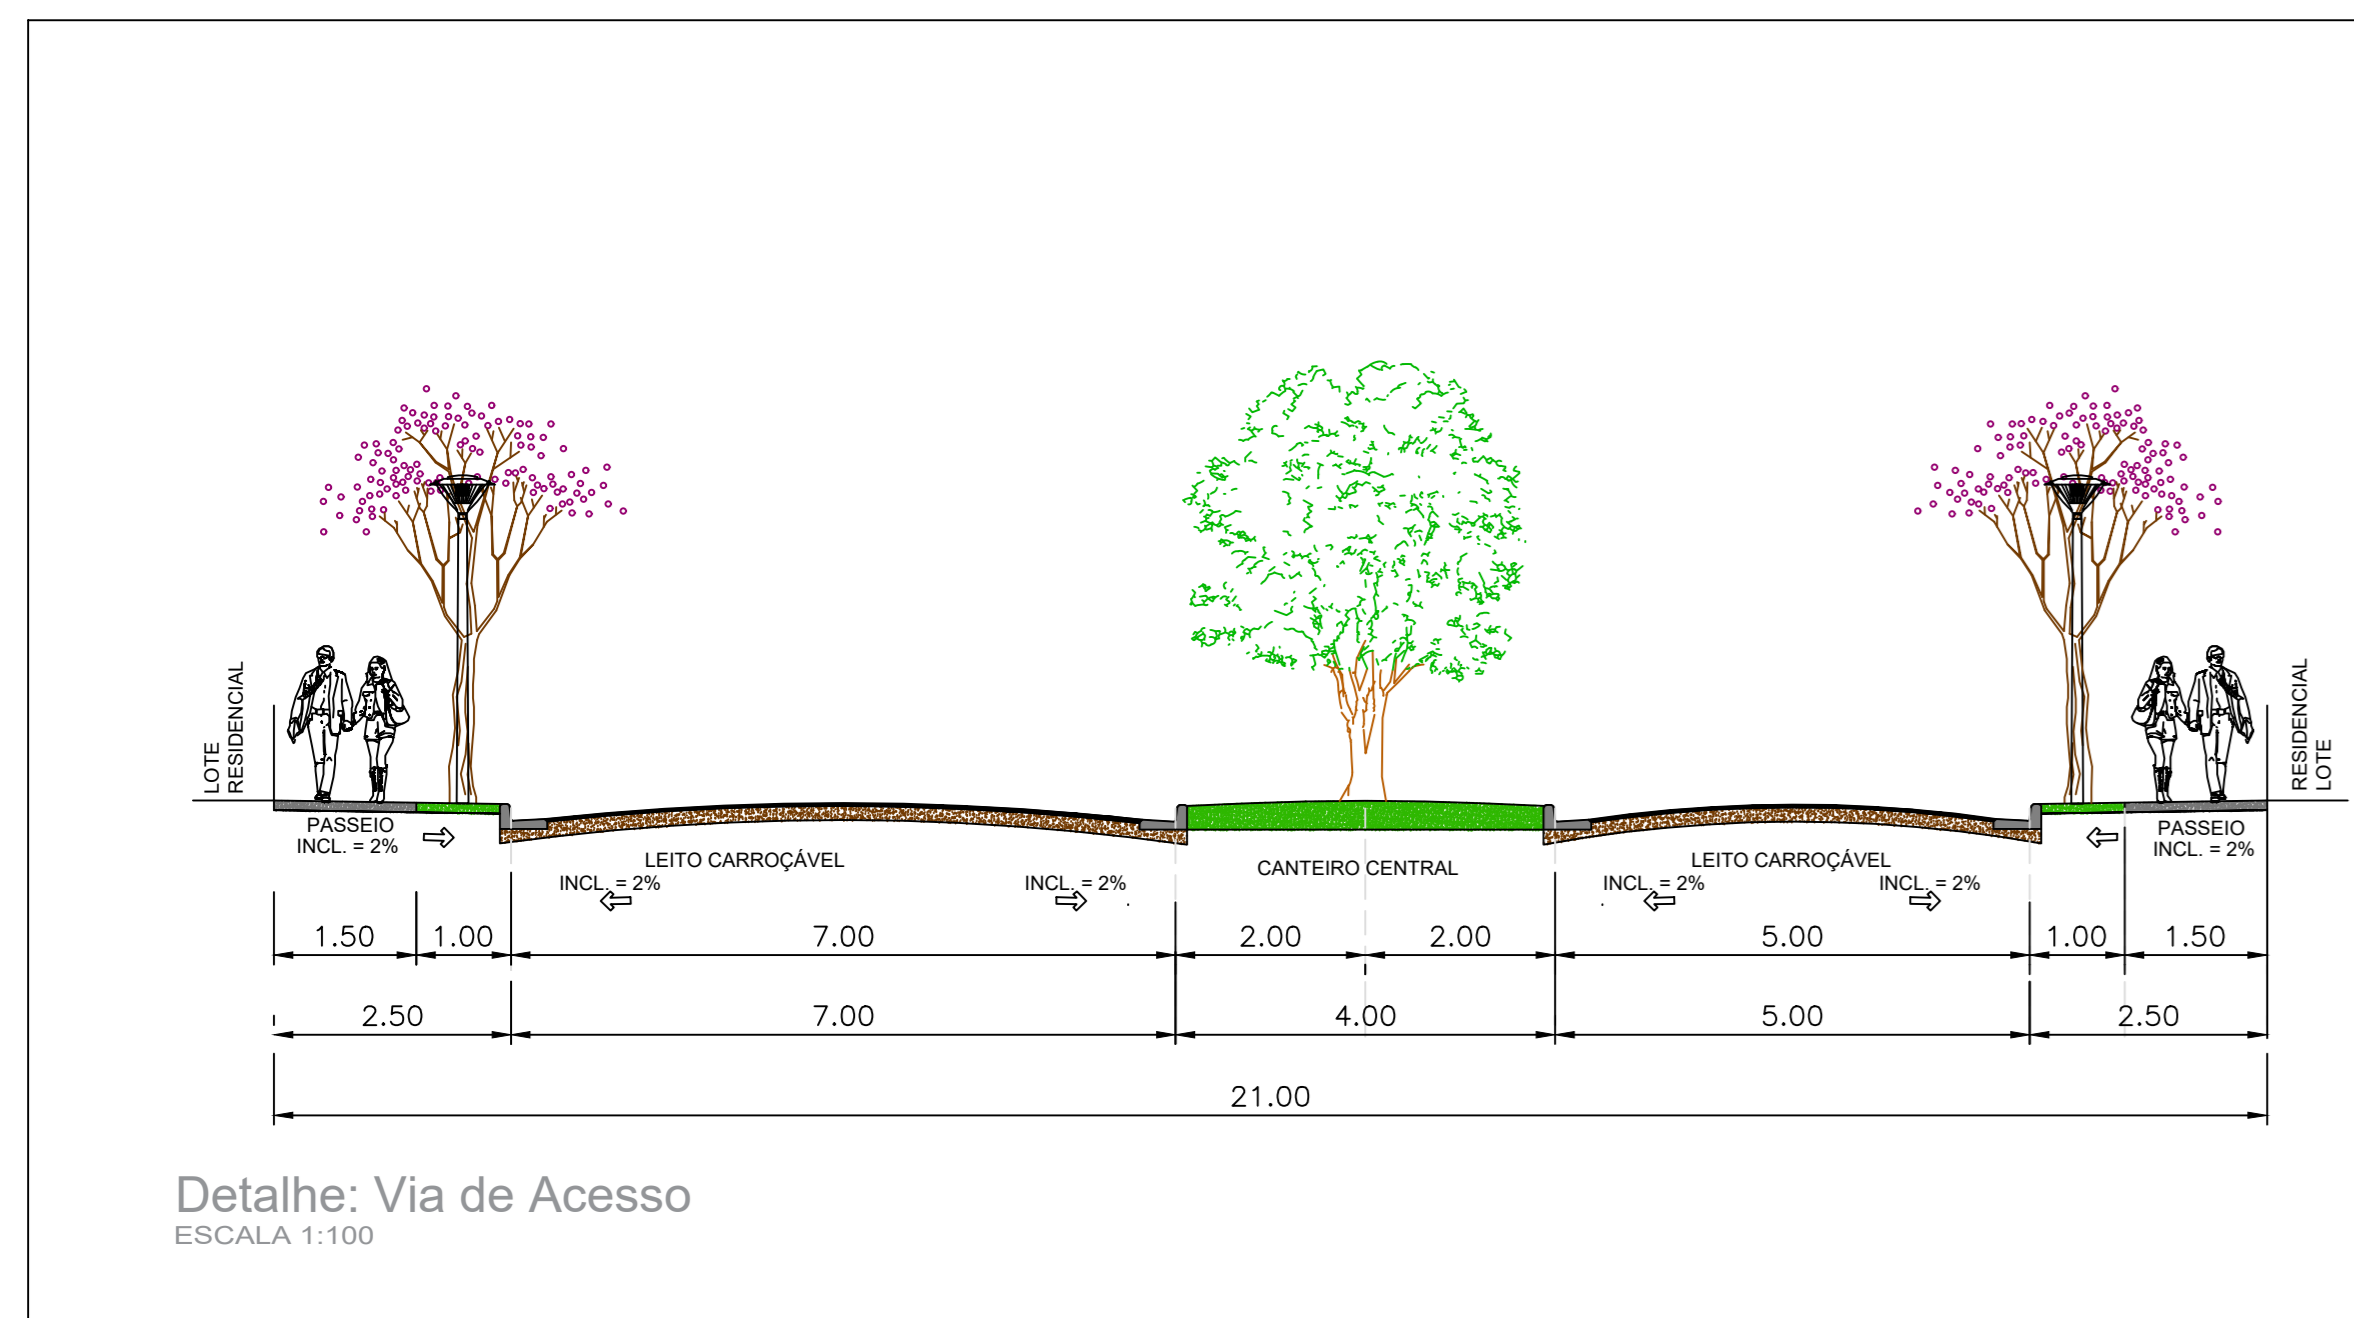 LOTE
RESIDENCIAL
RESIDENCIAL
LOTE
PASSEIO
INCL. = 2%
LEITO CARROÇÁVEL
INCL. = 2%
INCL. = 2%
CANTEIRO CENTRAL
LEITO CARROÇÁVEL
INCL. = 2%
INCL. = 2%
PASSEIO
INCL. = 2%
1.50 1.00 7.00 2.00 2.00 5.00 1.00 1.50
2.50 7.00 4.00 5.00 2.50
21.00
Detalhe: Via de Acesso
ESCALA 1:100